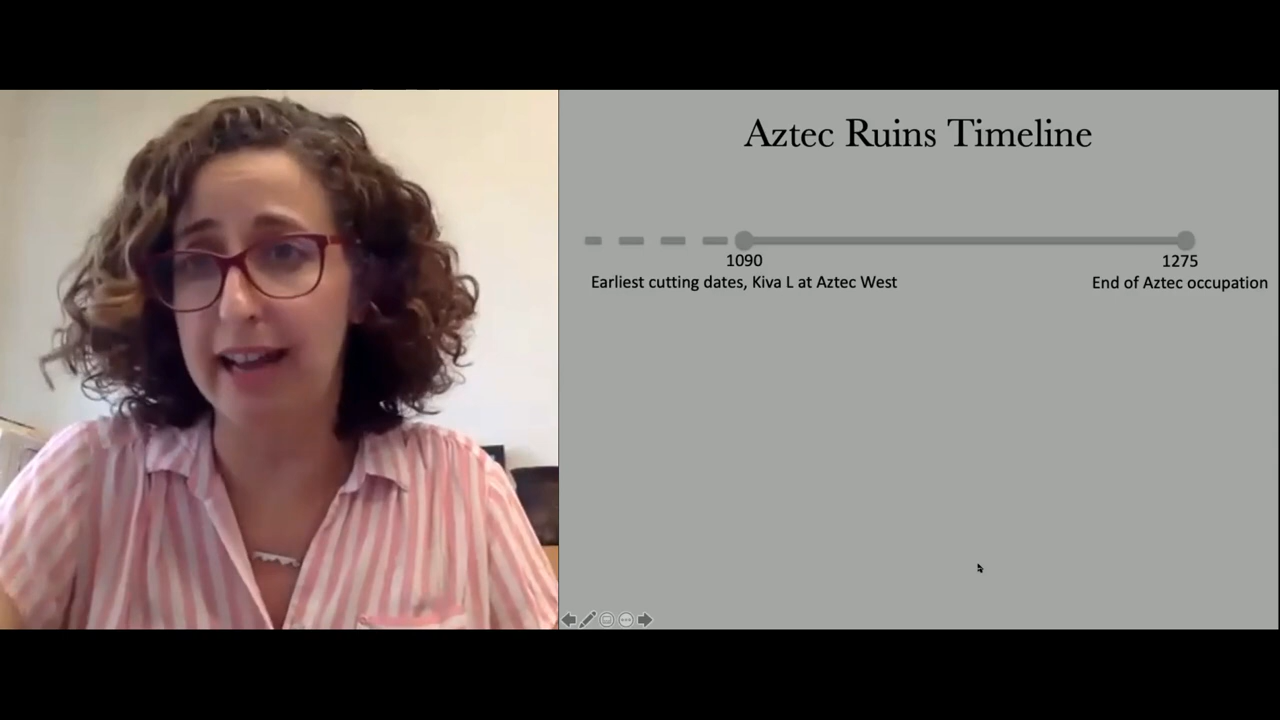 Aztec Ruins Timeline
1090
1275
Earliest cutting dates, Kiva L at Aztec West
End of Aztec occupation